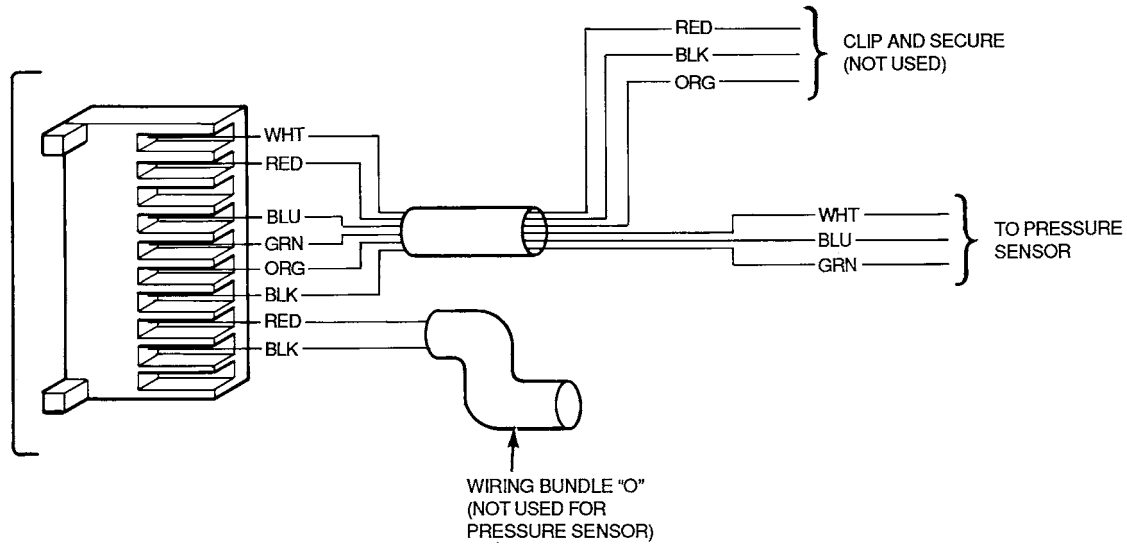 RED
BLK
ORG
CLIP AND SECURE
(NOT USED)
WHT
RED
BLU
GRN
ORG
BLK
RED
BLK
WHT
BLU
GRN
TO PRESSURE
SENSOR
WIRING BUNDLE "O"
(NOT USED FOR
PRESSURE SENSOR)